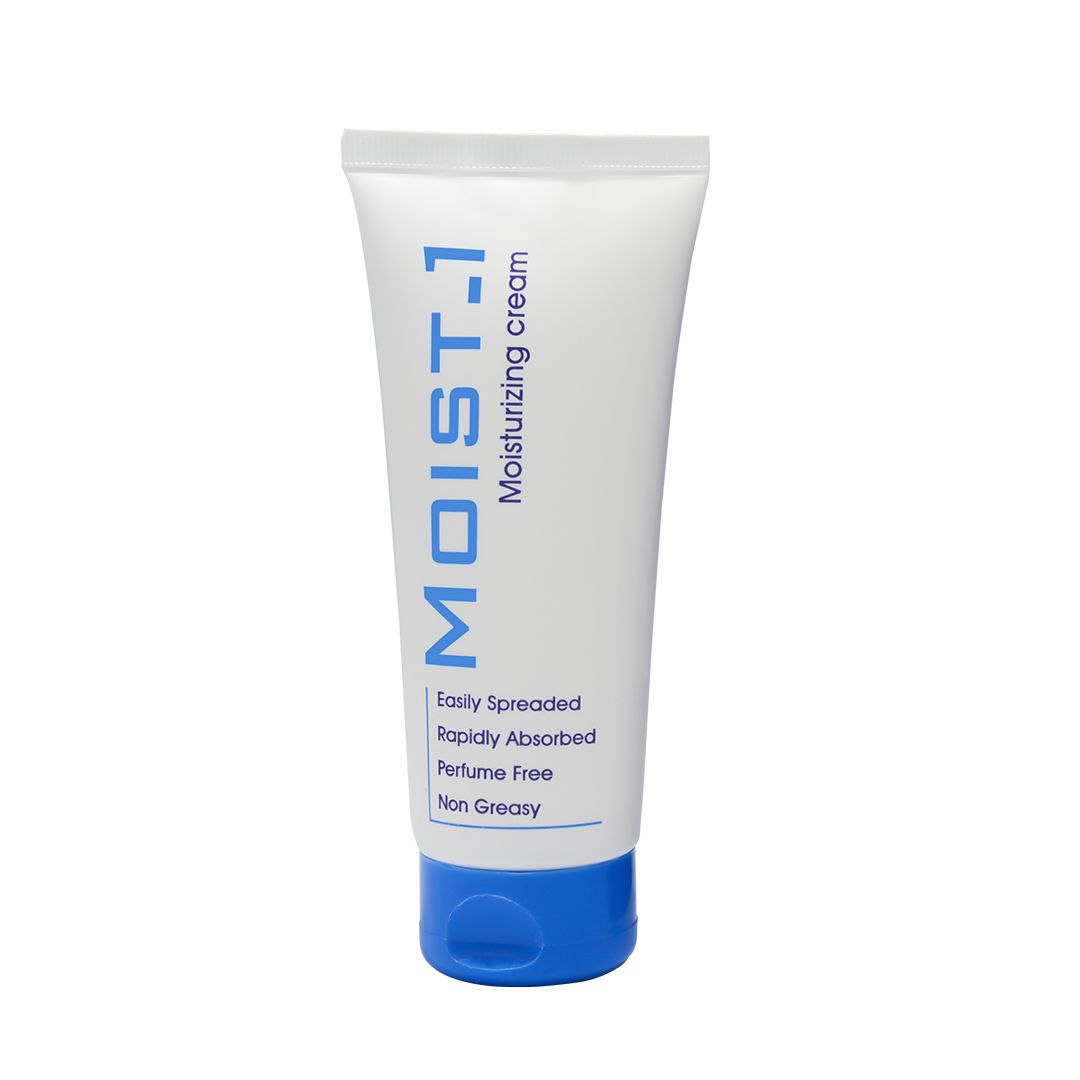 MOIST-1
Moisturizing cream
Easily Spreaded
Rapidly Absorbed
Perfume Free
Non Greasy